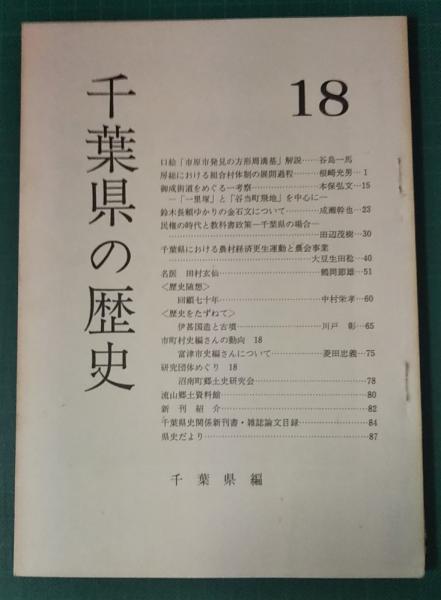 千葉県の歴史
18
口絵「市原市発見の方形周溝墓」解説……谷島一馬
房総における組合村体制の展開過程……根崎光男…1
御成街道をめぐる一考察……本保弘文…15
―「一里塚」と「谷当町飛地」を中心に―
鈴木長頼ゆかりの金石文について……成瀬幹也…23
民権の時代と教科書政策―千葉県の場合―
……田辺茂樹…30
千葉県における農村経済更生運動と農会事業
……大豆生田稔…40
名医 田村玄仙……鶴岡節雄…51
〈歴史随想〉
回顧七十年……中村栄孝…60
〈歴史をたずねて〉
伊甚国造と古墳……川戸 彰…65
市町村史編さんの動向 18
富津市史編さんについて……菱田忠義…75
研究団体めぐり 18
沼南町郷土史研究会……78
流山郷土資料館……80
新刊紹介……82
千葉県史関係新刊書・雑誌論文目録……84
県史だより……87
千葉県編